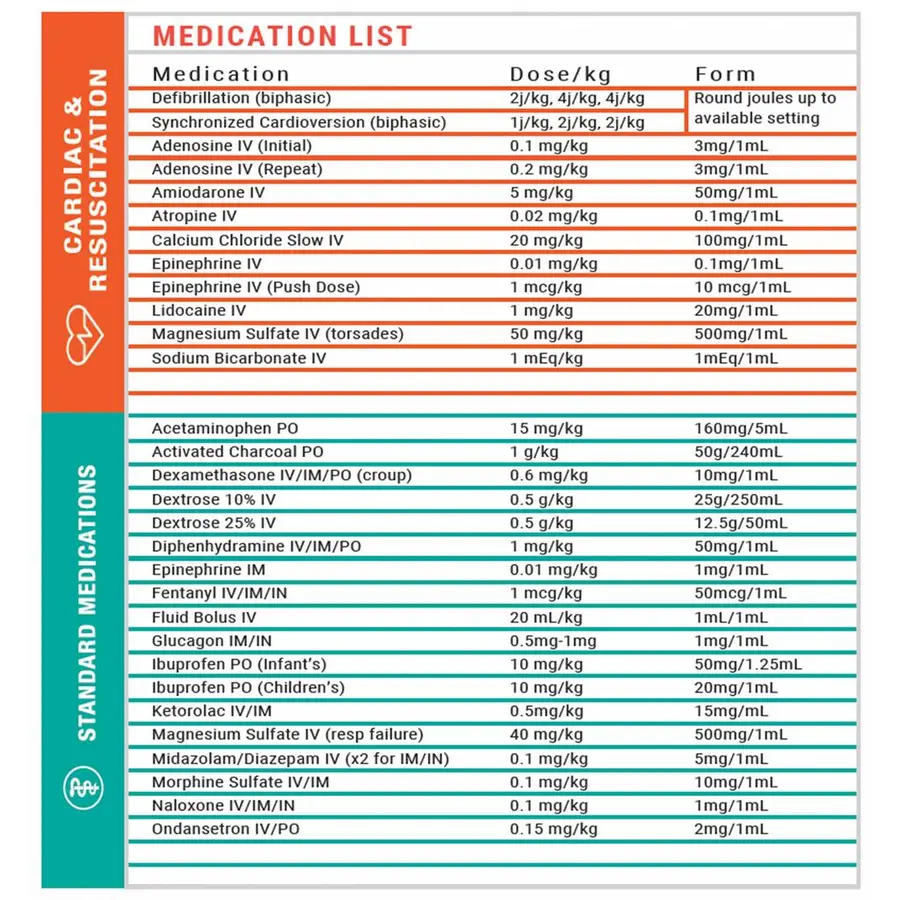 MEDICATION LIST
CARDIAC &
RESUSCITATION
Medication Dose/kg Form
Defibrillation (biphasic) 2j/kg, 4j/kg, 4j/kg Round joules up to
Synchronized Cardioversion (biphasic) 1j/kg, 2j/kg, 2j/kg available setting
Adenosine IV (Initial) 0.1 mg/kg 3mg/1mL
Adenosine IV (Repeat) 0.2 mg/kg 3mg/1mL
Amiodarone IV 5 mg/kg 50mg/1mL
Atropine IV 0.02 mg/kg 0.1mg/1mL
Calcium Chloride Slow IV 20 mg/kg 100mg/1mL
Epinephrine IV 0.01 mg/kg 0.1mg/1mL
Epinephrine IV (Push Dose) 1 mcg/kg 10 mcg/1mL
Lidocaine IV 1 mg/kg 20mg/1mL
Magnesium Sulfate IV (torsades) 50 mg/kg 500mg/1mL
Sodium Bicarbonate IV 1 mEq/kg 1mEq/1mL
STANDARD MEDICATIONS
Acetaminophen PO 15 mg/kg 160mg/5mL
Activated Charcoal PO 1 g/kg 50g/240mL
Dexamethasone IV/IM/PO (croup) 0.6 mg/kg 10mg/1mL
Dextrose 10% IV 0.5 g/kg 25g/250mL
Dextrose 25% IV 0.5 g/kg 12.5g/50mL
Diphenhydramine IV/IM/PO 1 mg/kg 50mg/1mL
Epinephrine IM 0.01 mg/kg 1mg/1mL
Fentanyl IV/IM/IN 1 mcg/kg 50mcg/1mL
Fluid Bolus IV 20 mL/kg 1mL/1mL
Glucagon IM/IN 0.5mg-1mg 1mg/1mL
Ibuprofen PO (Infant's) 10 mg/kg 50mg/1.25mL
Ibuprofen PO (Children's) 10 mg/kg 20mg/1mL
Ketorolac IV/IM 0.5mg/kg 15mg/mL
Magnesium Sulfate IV (resp failure) 40 mg/kg 500mg/1mL
Midazolam/Diazepam IV (x2 for IM/IN) 0.1 mg/kg 5mg/1mL
Morphine Sulfate IV/IM 0.1 mg/kg 10mg/1mL
Naloxone IV/IM/IN 0.1 mg/kg 1mg/1mL
Ondansetron IV/PO 0.15 mg/kg 2mg/1mL